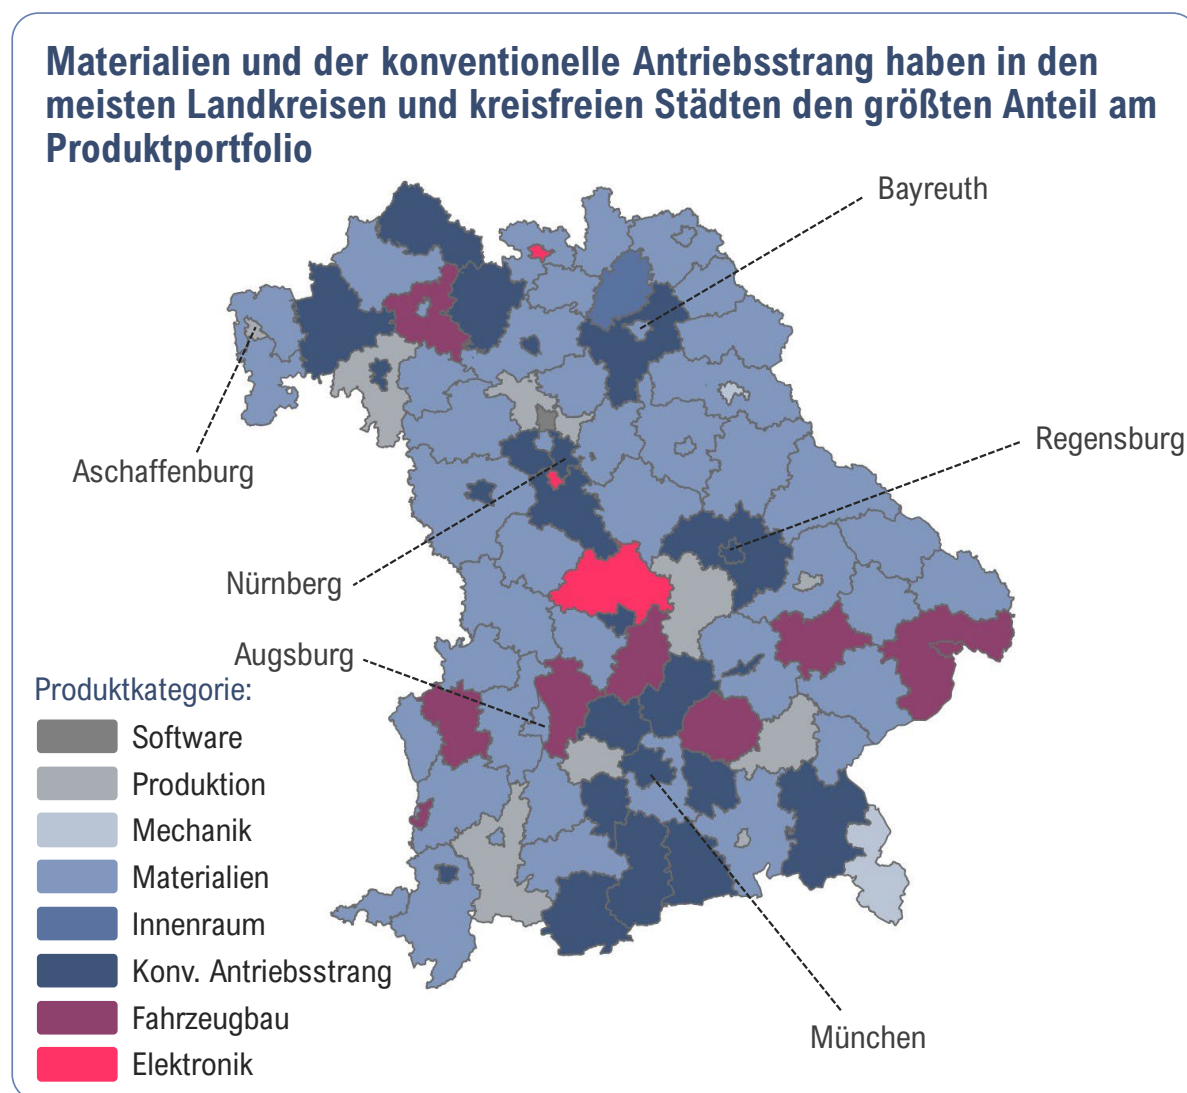 Materialien und der konventionelle Antriebsstrang haben in den
meisten Landkreisen und kreisfreien Städten den größten Anteil am
Produktportfolio
Bayreuth
Regensburg
Aschaffenburg
Nürnberg
Augsburg
Produktkategorie:
Software
Produktion
Mechanik
Materialien
Innenraum
Konv. Antriebsstrang
Fahrzeugbau
Elektronik
München